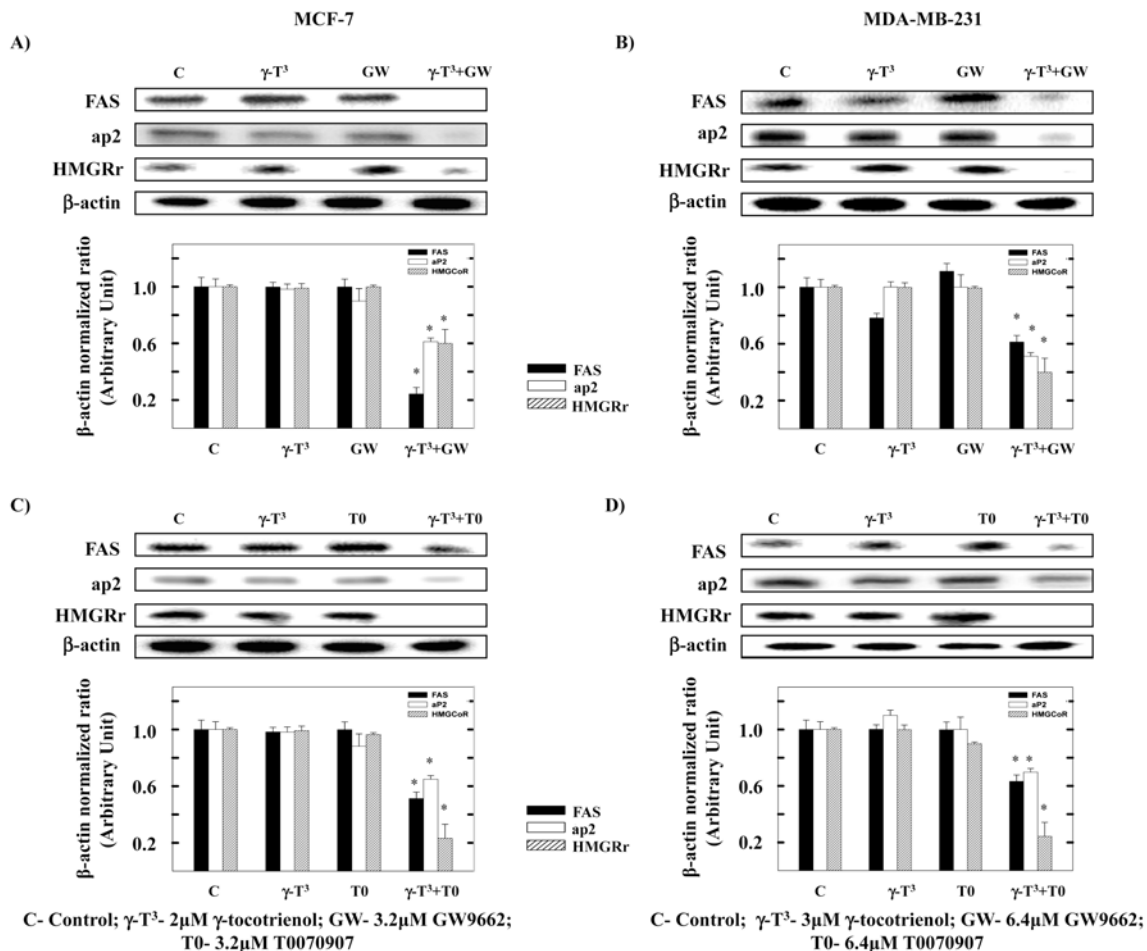 MCF-7
MDA-MB-231
A)
C γ-T³ GW γ-T³+GW
FAS
ap2
HMGRr
β-actin
β-actin normalized ratio
(Arbitrary Unit)
1.0
0.6
0.2
FAS
aP2
HMGCoR
* * *
C γ-T³ GW γ-T³+GW
B)
C γ-T³ GW γ-T³+GW
FAS
ap2
HMGRr
β-actin
β-actin normalized ratio
(Arbitrary Unit)
1.0
0.6
0.2
FAS
aP2
HMGCoR
* * *
C γ-T³ GW γ-T³+GW
FAS
ap2
HMGRr
C)
C γ-T³ T0 γ-T³+T0
FAS
ap2
HMGRr
β-actin
β-actin normalized ratio
(Arbitrary Unit)
1.0
0.6
0.2
FAS
aP2
HMGCoR
* * *
C γ-T³ T0 γ-T³+T0
D)
C γ-T³ T0 γ-T³+T0
FAS
ap2
HMGRr
β-actin
β-actin normalized ratio
(Arbitrary Unit)
1.0
0.6
0.2
FAS
aP2
HMGCoR
* * *
C γ-T³ T0 γ-T³+T0
FAS
ap2
HMGRr
C- Control; γ-T³- 2μM γ-tocotrienol; GW- 3.2μM GW9662;
T0- 3.2μM T0070907
C- Control; γ-T³- 3μM γ-tocotrienol; GW- 6.4μM GW9662;
T0- 6.4μM T0070907